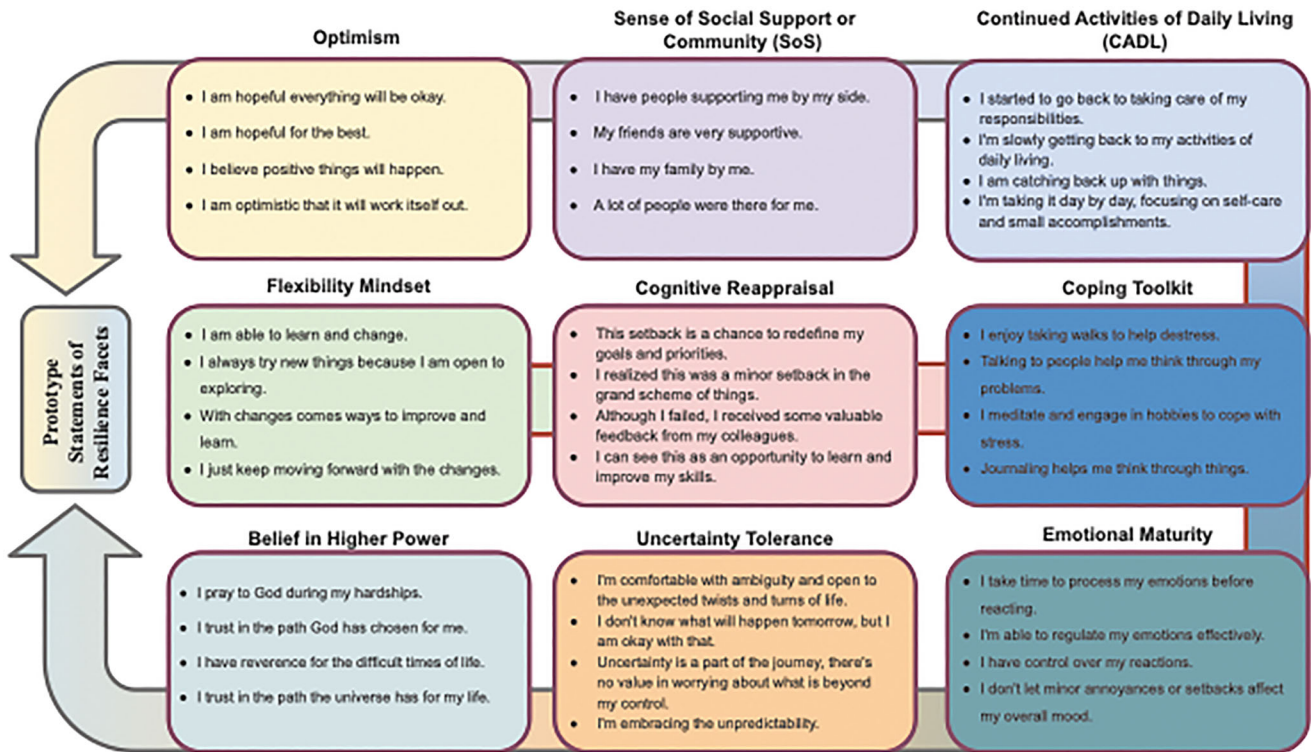 Optimism
Sense of Social Support or
Community (SoS)
Continued Activities of Daily Living
(CADL)
• I am hopeful everything will be okay.
• I am hopeful for the best.
• I believe positive things will happen.
• I am optimistic that it will work itself out.
• I have people supporting me by my side.
• My friends are very supportive.
• I have my family by me.
• A lot of people were there for me.
• I started to go back to taking care of my
responsibilities.
• I'm slowly getting back to my activities of
daily living.
• I am catching back up with things.
• I'm taking it day by day, focusing on self-care
and small accomplishments.
Prototype
Statements of
Resilience Facets
Flexibility Mindset
Cognitive Reappraisal
Coping Toolkit
• I am able to learn and change.
• I always try new things because I am open to
exploring.
• With changes comes ways to improve and
learn.
• I just keep moving forward with the changes.
• This setback is a chance to redefine my
goals and priorities.
• I realized this was a minor setback in the
grand scheme of things.
• Although I failed, I received some valuable
feedback from my colleagues.
• I can see this as an opportunity to learn and
improve my skills.
• I enjoy taking walks to help destress.
• Talking to people help me think through my
problems.
• I meditate and engage in hobbies to cope with
stress.
• Journaling helps me think through things.
Belief in Higher Power
Uncertainty Tolerance
Emotional Maturity
• I pray to God during my hardships.
• I trust in the path God has chosen for me.
• I have reverence for the difficult times of life.
• I trust in the path the universe has for my life.
• I'm comfortable with ambiguity and open to
the unexpected twists and turns of life.
• I don't know what will happen tomorrow, but I
am okay with that.
• Uncertainty is a part of the journey, there's
no value in worrying about what is beyond
my control.
• I'm embracing the unpredictability.
• I take time to process my emotions before
reacting.
• I'm able to regulate my emotions effectively.
• I have control over my reactions.
• I don't let minor annoyances or setbacks affect
my overall mood.